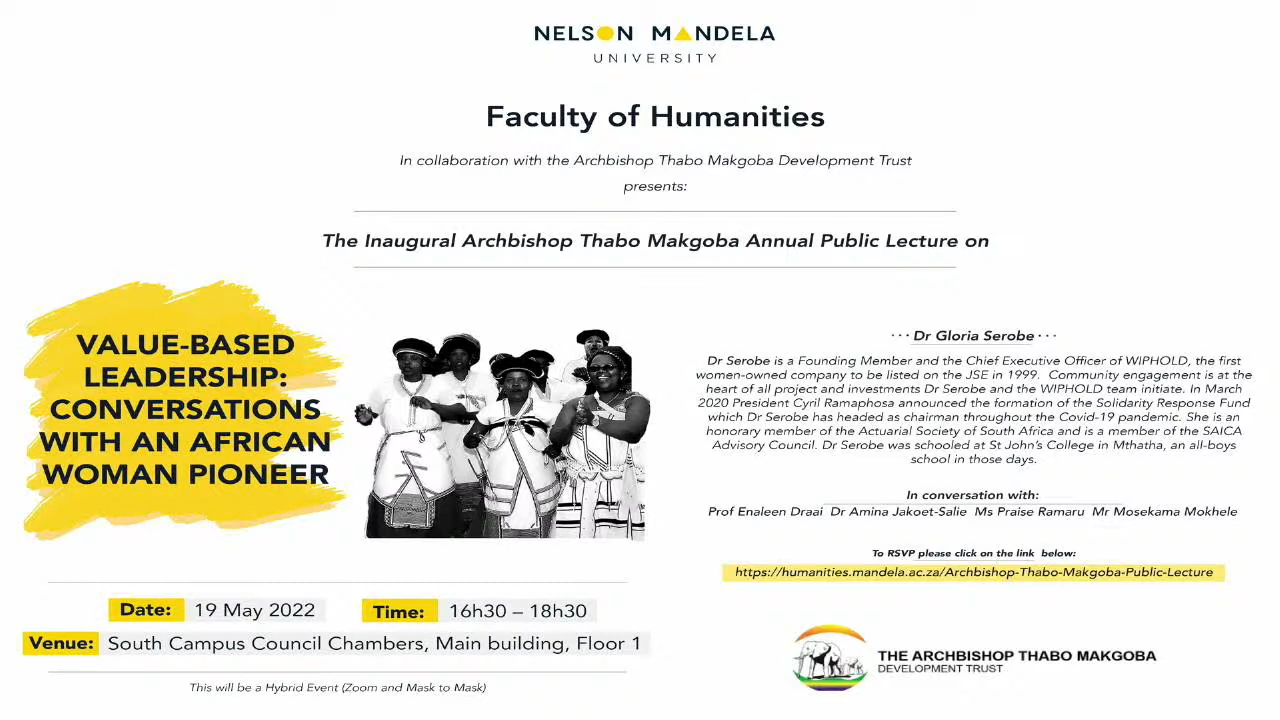 NELSON MANDELA
UNIVERSITY
Faculty of Humanities
In collaboration with the Archbishop Thabo Makgoba Development Trust
presents:
The Inaugural Archbishop Thabo Makgoba Annual Public Lecture on
VALUE-BASED
LEADERSHIP:
CONVERSATIONS
WITH AN AFRICAN
WOMAN PIONEER
··· Dr Gloria Serobe ···
Dr Serobe is a Founding Member and the Chief Executive Officer of WIPHOLD, the first
women-owned company to be listed on the JSE in 1999. Community engagement is at the
heart of all project and investments Dr Serobe and the WIPHOLD team initiate. In March
2020 President Cyril Ramaphosa announced the formation of the Solidarity Response Fund
which Dr Serobe has headed as chairman throughout the Covid-19 pandemic. She is an
honorary member of the Actuarial Society of South Africa and is a member of the SAICA
Advisory Council. Dr Serobe was schooled at St John's College in Mthatha, an all-boys
school in those days.
In conversation with:
Prof Enaleen Draai Dr Amina Jakoet-Salie Ms Praise Ramaru Mr Mosekama Mokhele
To RSVP please click on the link below:
https://humanities.mandela.ac.za/Archbishop-Thabo-Makgoba-Public-Lecture
Date: 19 May 2022 Time: 16h30 – 18h30
Venue: South Campus Council Chambers, Main building, Floor 1
This will be a Hybrid Event (Zoom and Mask to Mask)
THE ARCHBISHOP THABO MAKGOBA
DEVELOPMENT TRUST